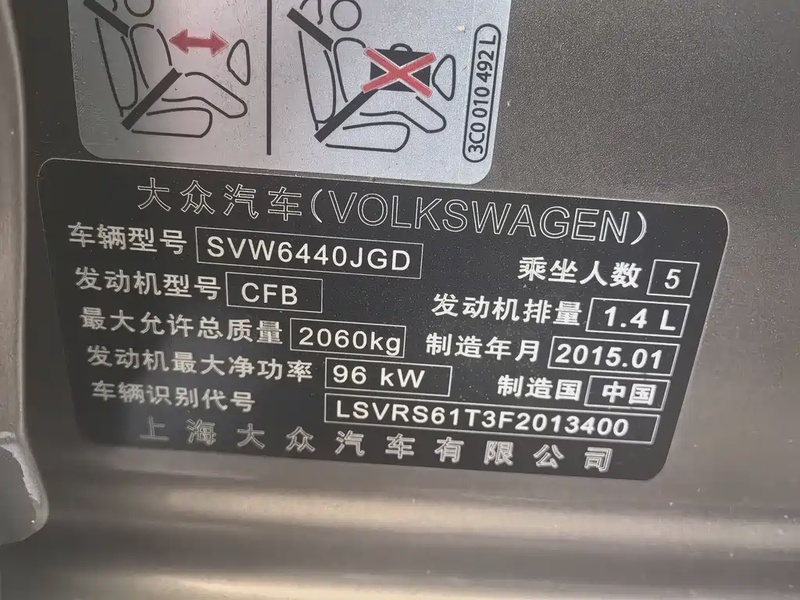 3C0 010 492 L
大众汽车(VOLKSWAGEN)
车辆型号 SVW6440JGD 乘坐人数 5
发动机型号 CFB 发动机排量 1.4 L
最大允许总质量 2060kg 制造年月 2015.01
发动机最大净功率 96 kW 制造国 中国
车辆识别代号 LSVRS61T3F2013400
上海大众汽车有限公司